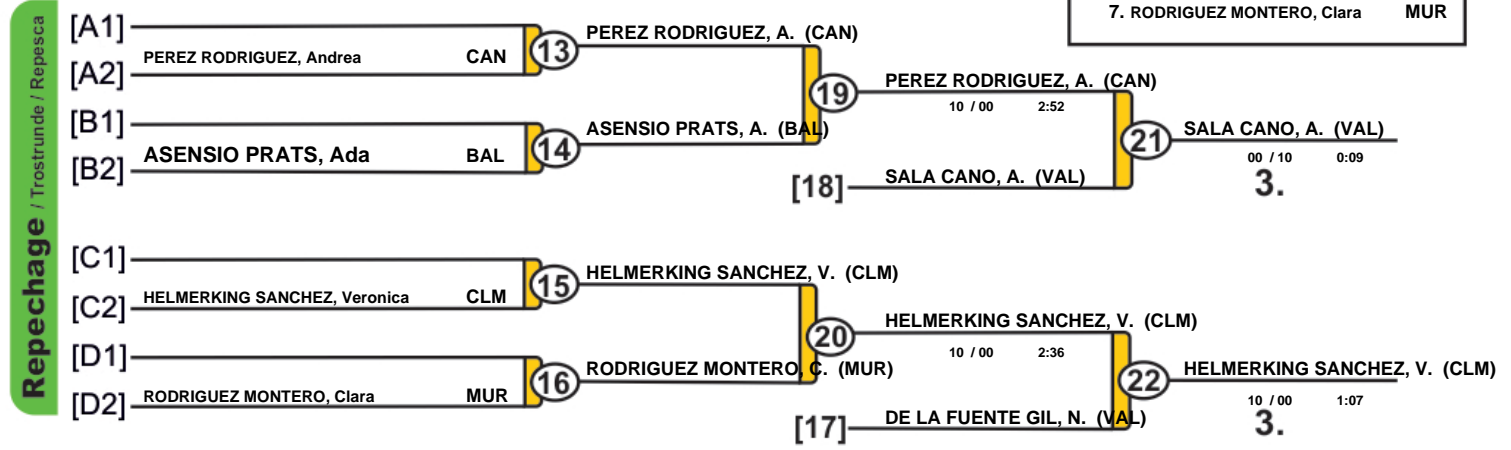 Repechage / Trostrunde / Repesca
7. RODRIGUEZ MONTERO, Clara MUR
[A1]
PEREZ RODRIGUEZ, Andrea CAN
[A2]
13
PEREZ RODRIGUEZ, A. (CAN)
[B1]
ASENSIO PRATS, Ada BAL
[B2]
14
ASENSIO PRATS, A. (BAL)
19
PEREZ RODRIGUEZ, A. (CAN)
10 / 00 2:52
[18]
SALA CANO, A. (VAL)
21
SALA CANO, A. (VAL)
00 / 10 0:09
3.
[C1]
HELMERKING SANCHEZ, Veronica CLM
[C2]
15
HELMERKING SANCHEZ, V. (CLM)
[D1]
RODRIGUEZ MONTERO, Clara MUR
[D2]
16
RODRIGUEZ MONTERO, C. (MUR)
20
HELMERKING SANCHEZ, V. (CLM)
10 / 00 2:36
[17]
DE LA FUENTE GIL, N. (VAL)
22
HELMERKING SANCHEZ, V. (CLM)
10 / 00 1:07
3.